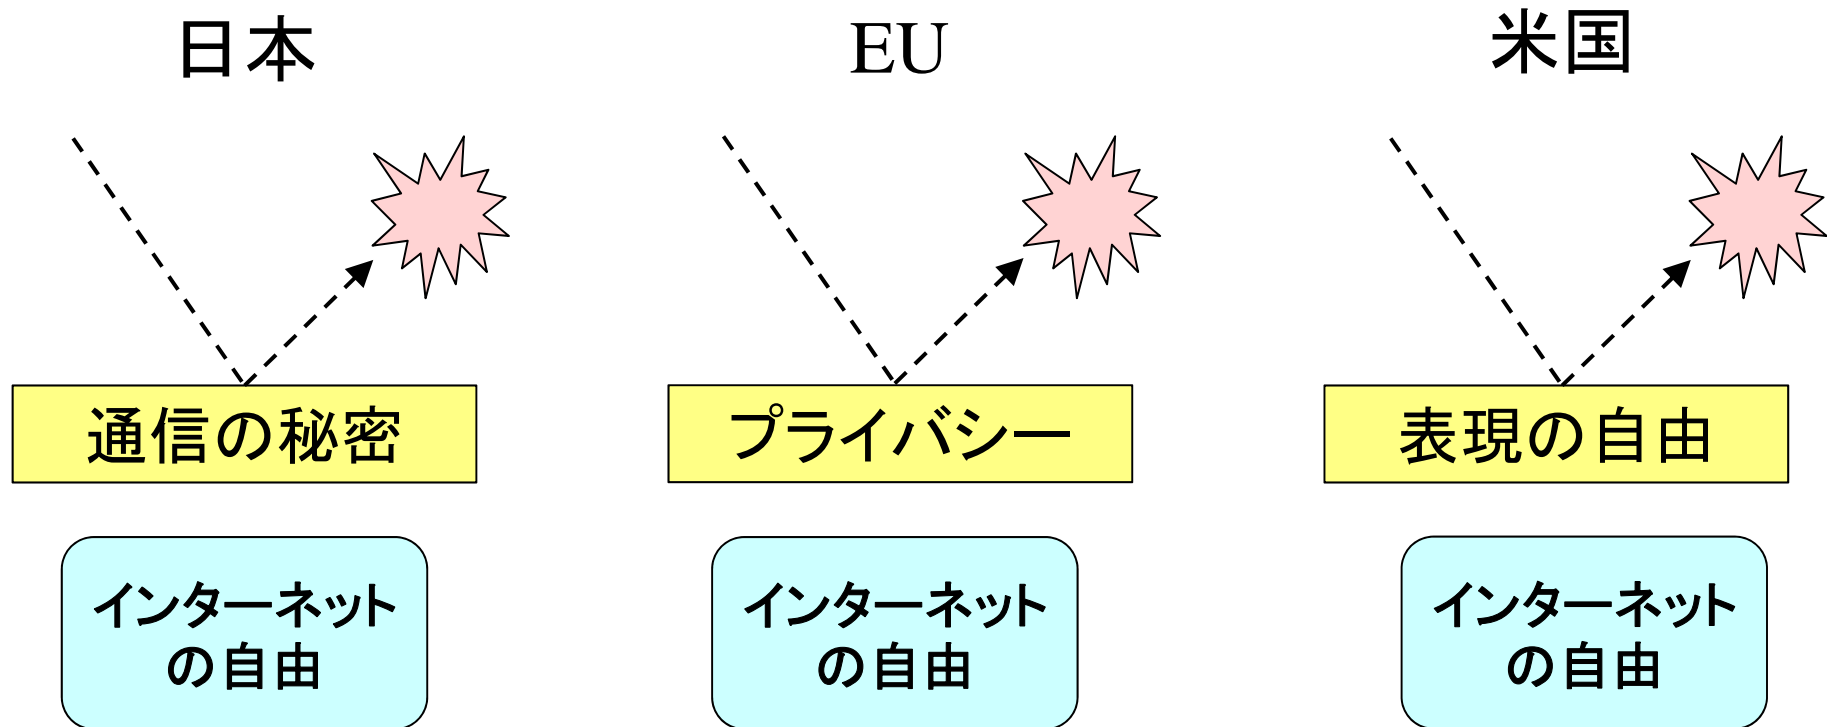 日本
EU
米国
通信の秘密
プライバシー
表現の自由
インターネット
の自由
インターネット
の自由
インターネット
の自由